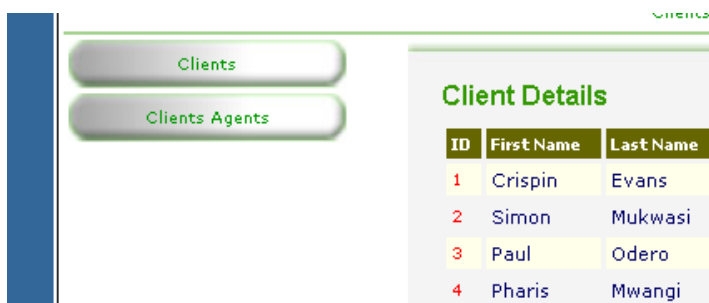 Clients
Clients
Clients Agents
Client Details
ID First Name Last Name
1 Crispin Evans
2 Simon Mukwasi
3 Paul Odero
4 Pharis Mwangi